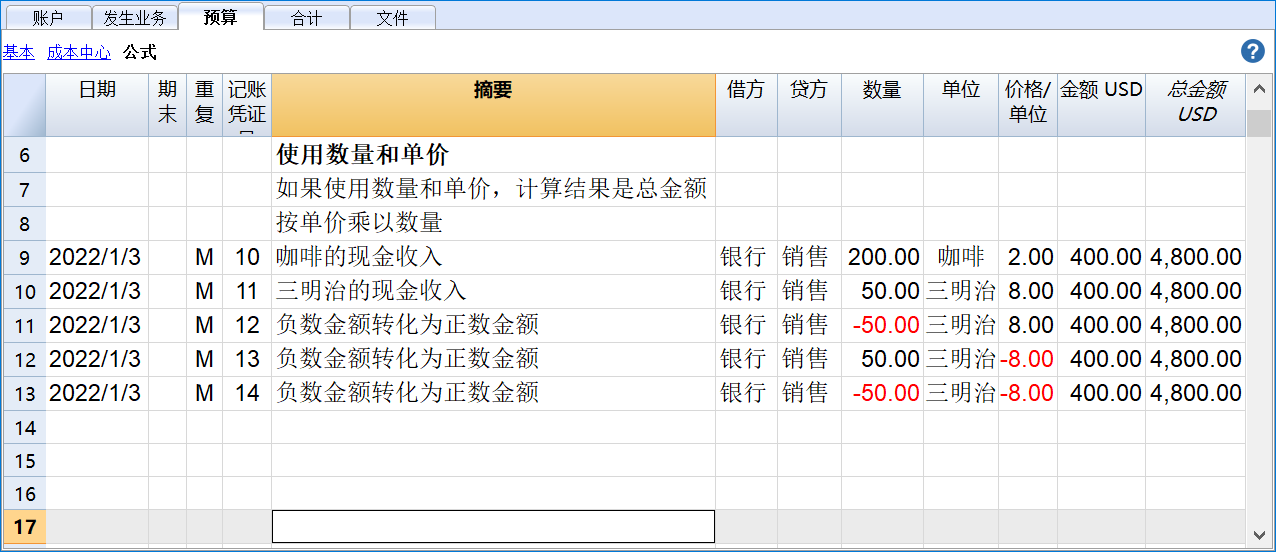 账户 发生业务 预算 合计 文件
基本 成本中心 公式 ?
日期 期末 重复 记账凭证 摘要 借方 贷方 数量 单位 价格/单位 金额 USD 总金额 USD
6 使用数量和单价
7 如果使用数量和单价，计算结果是总金额
8 按单价乘以数量
9 2022/1/3 M 10 咖啡的现金收入 银行 销售 200.00 咖啡 2.00 400.00 4,800.00
10 2022/1/3 M 11 三明治的现金收入 银行 销售 50.00 三明治 8.00 400.00 4,800.00
11 2022/1/3 M 12 负数金额转化为正数金额 银行 销售 -50.00 三明治 8.00 400.00 4,800.00
12 2022/1/3 M 13 负数金额转化为正数金额 银行 销售 50.00 三明治 -8.00 400.00 4,800.00
13 2022/1/3 M 14 负数金额转化为正数金额 银行 销售 -50.00 三明治 -8.00 400.00 4,800.00
14
15
16
17